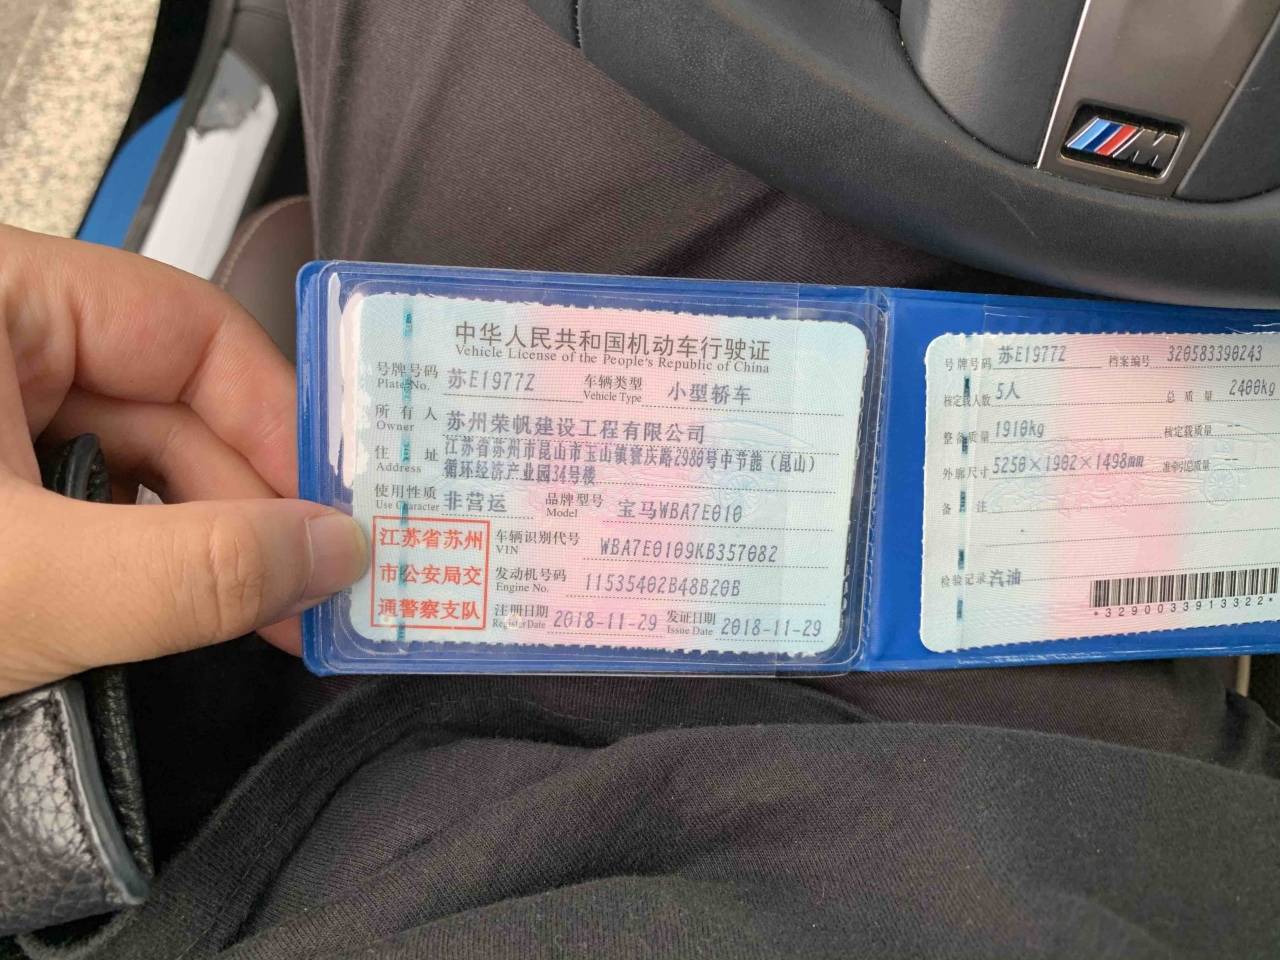 中华人民共和国机动车行驶证
Vehicle License of the People's Republic of China
号牌号码 Plate No. 苏E1977Z 车辆类型 Vehicle Type 小型轿车
所有人 Owner 苏州荣帆建设工程有限公司
住址 Address 江苏省苏州市昆山市玉山镇寰庆路2980号中节能(昆山)
循环经济产业园34号楼
使用性质 Use Character 非营运 品牌型号 Model 宝马WBA7E010
江苏省苏州
市公安局交
通警察支队
车辆识别代号 VIN WBA7E0109KB357082
发动机号码 Engine No. 11535402B48B20B
注册日期 Register Date 2018-11-29 发证日期 Issue Date 2018-11-29
号牌号码 苏E1977Z 档案编号 320583390243
核定载人数 5人 总质量 2400kg
整备质量 1910kg 核定载质量 --
外廓尺寸 5250×1902×1498mm 准牵引总质量 --
备注
检验记录 汽油
*3290033913322*
M